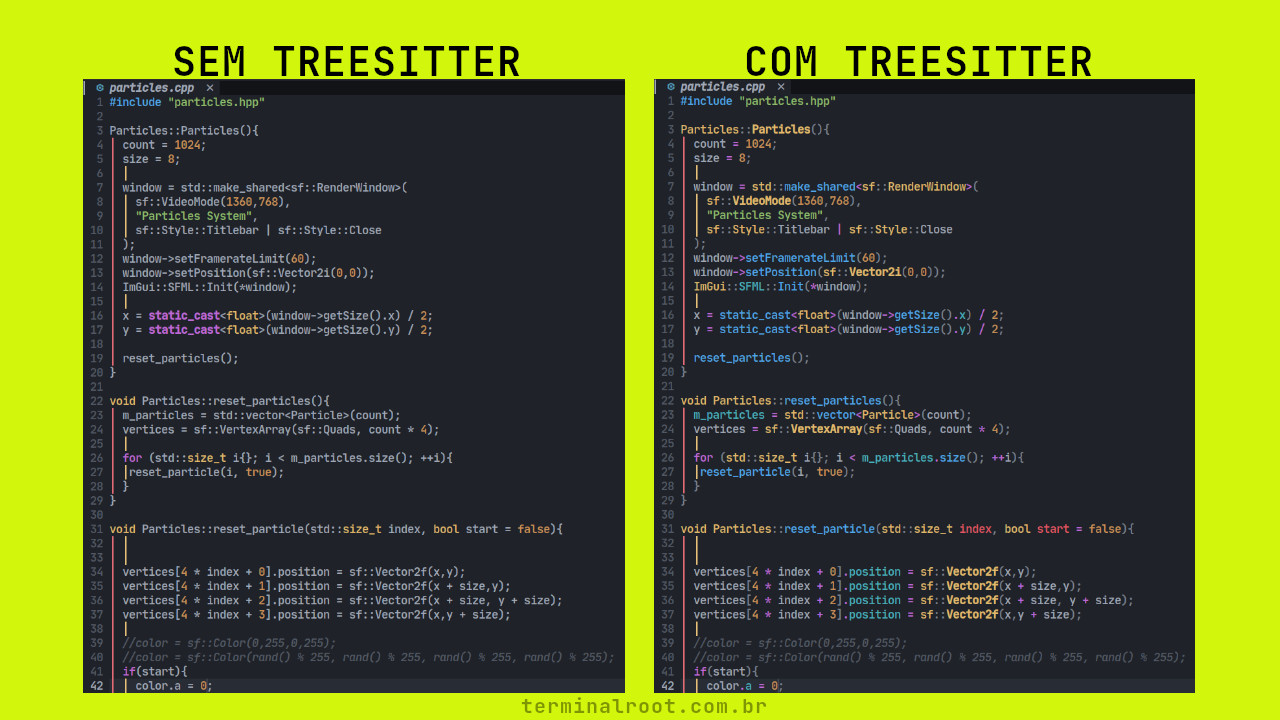 SEM TREESITTER
particles.cpp ×
1 #include "particles.hpp"
2
3 Particles::Particles(){
4 count = 1024;
5 size = 8;
6
7 window = std::make_shared<sf::RenderWindow>(
8 sf::VideoMode(1360,768),
9 "Particles System",
10 sf::Style::Titlebar | sf::Style::Close
11 );
12 window->setFramerateLimit(60);
13 window->setPosition(sf::Vector2i(0,0));
14 ImGui::SFML::Init(*window);
15
16 x = static_cast<float>(window->getSize().x) / 2;
17 y = static_cast<float>(window->getSize().y) / 2;
18
19 reset_particles();
20 }
21
22 void Particles::reset_particles(){
23 m_particles = std::vector<Particle>(count);
24 vertices = sf::VertexArray(sf::Quads, count * 4);
25
26 for (std::size_t i{}; i < m_particles.size(); ++i){
27 reset_particle(i, true);
28 }
29 }
30
31 void Particles::reset_particle(std::size_t index, bool start = false){
32
33
34 vertices[4 * index + 0].position = sf::Vector2f(x,y);
35 vertices[4 * index + 1].position = sf::Vector2f(x + size,y);
36 vertices[4 * index + 2].position = sf::Vector2f(x + size, y + size);
37 vertices[4 * index + 3].position = sf::Vector2f(x,y + size);
38
39 //color = sf::Color(0,255,0,255);
40 //color = sf::Color(rand() % 255, rand() % 255, rand() % 255, rand() % 255);
41 if(start){
42 color.a = 0;
COM TREESITTER
particles.cpp ×
1 #include "particles.hpp"
2
3 Particles::Particles(){
4 count = 1024;
5 size = 8;
6
7 window = std::make_shared<sf::RenderWindow>(
8 sf::VideoMode(1360,768),
9 "Particles System",
10 sf::Style::Titlebar | sf::Style::Close
11 );
12 window->setFramerateLimit(60);
13 window->setPosition(sf::Vector2i(0,0));
14 ImGui::SFML::Init(*window);
15
16 x = static_cast<float>(window->getSize().x) / 2;
17 y = static_cast<float>(window->getSize().y) / 2;
18
19 reset_particles();
20 }
21
22 void Particles::reset_particles(){
23 m_particles = std::vector<Particle>(count);
24 vertices = sf::VertexArray(sf::Quads, count * 4);
25
26 for (std::size_t i{}; i < m_particles.size(); ++i){
27 reset_particle(i, true);
28 }
29 }
30
31 void Particles::reset_particle(std::size_t index, bool start = false){
32
33
34 vertices[4 * index + 0].position = sf::Vector2f(x,y);
35 vertices[4 * index + 1].position = sf::Vector2f(x + size,y);
36 vertices[4 * index + 2].position = sf::Vector2f(x + size, y + size);
37 vertices[4 * index + 3].position = sf::Vector2f(x,y + size);
38
39 //color = sf::Color(0,255,0,255);
40 //color = sf::Color(rand() % 255, rand() % 255, rand() % 255, rand() % 255);
41 if(start){
42 color.a = 0;
terminalroot.com.br